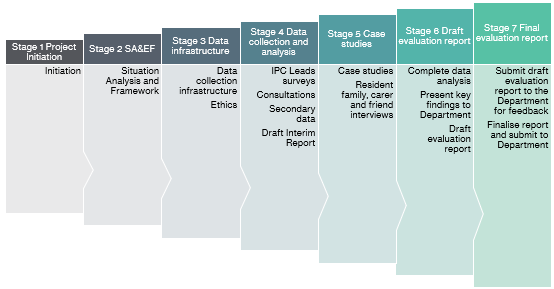 Stage 1 Project
Initiation
Initiation
Stage 2 SA&EF
Situation
Analysis and
Framework
Stage 3 Data
infrastructure
Data
collection
infrastructure
Ethics
Stage 4 Data
collection and
analysis
IPC Leads
surveys
Consultations
Secondary
data
Draft Interim
Report
Stage 5 Case
studies
Case studies
Resident
family, carer
and friend
interviews
Stage 6 Draft
evaluation report
Complete data
analysis
Present key
findings to
Department
Draft
evaluation
report
Stage 7 Final
evaluation report
Submit draft
evaluation
report to the
Department
for feedback
Finalise report
and submit to
Department